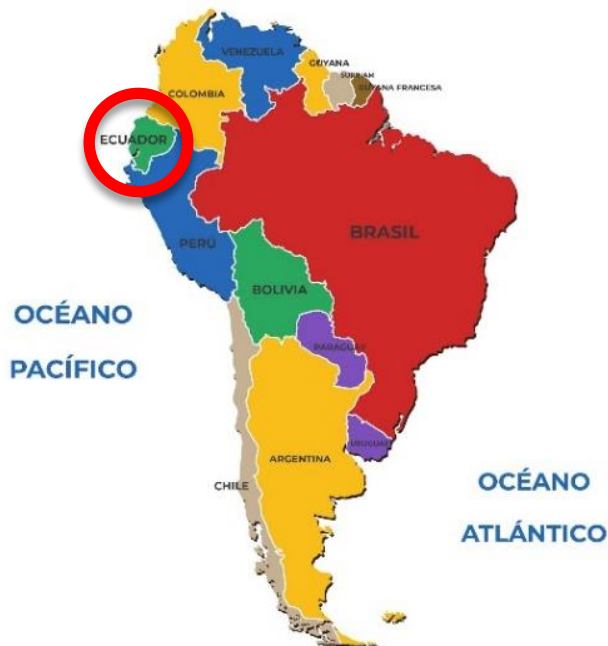 VENEZUELA
GUYANA
SURINAM
GUYANA FRANCESA
COLOMBIA
ECUADOR
BRASIL
PERÚ
BOLIVIA
OCÉANO
PACÍFICO
PARAGUAY
URUGUAY
ARGENTINA
CHILE
OCÉANO
ATLÁNTICO